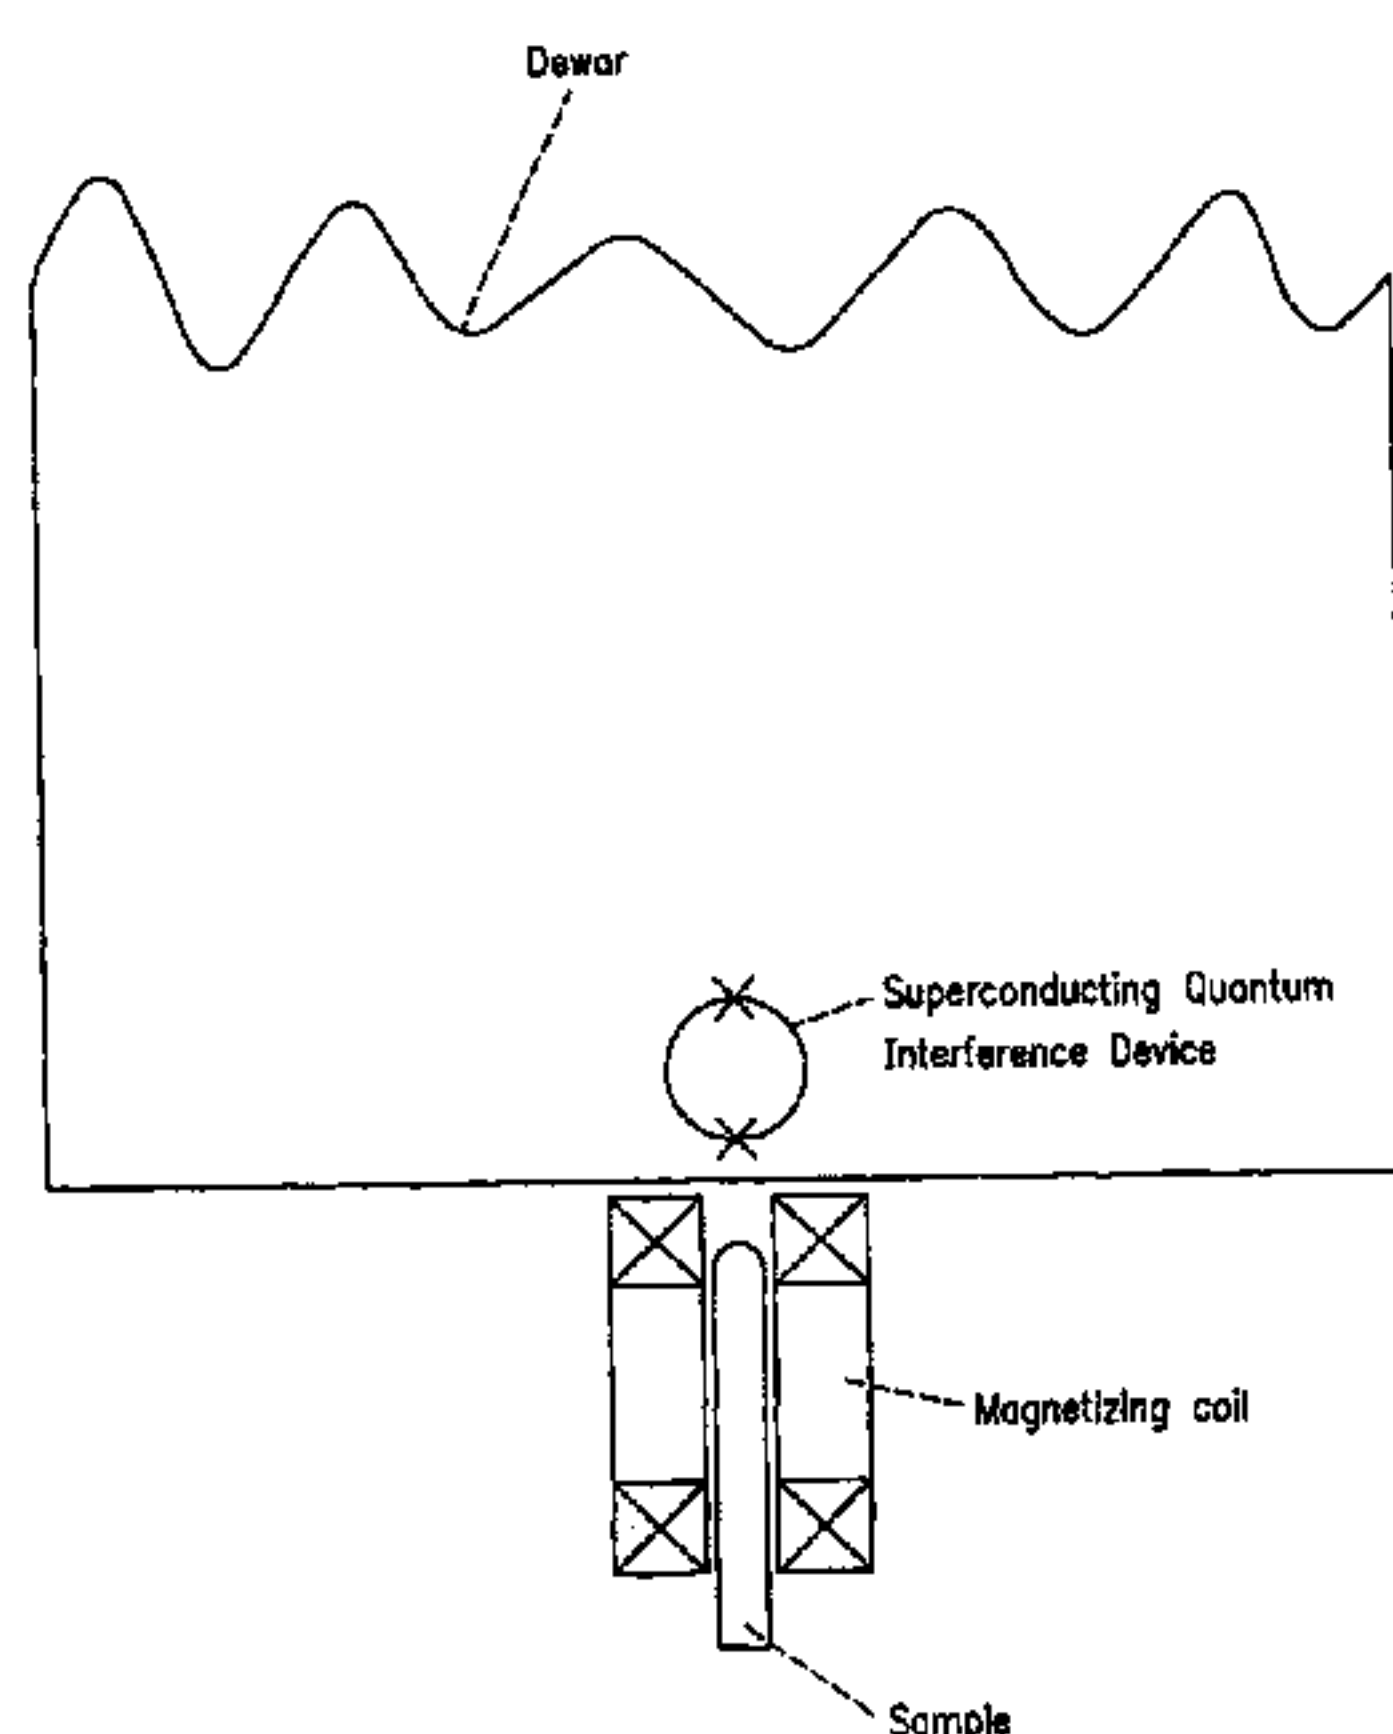 Dewar
Superconducting Quantum
Interference Device
Magnetizing coil
Sample